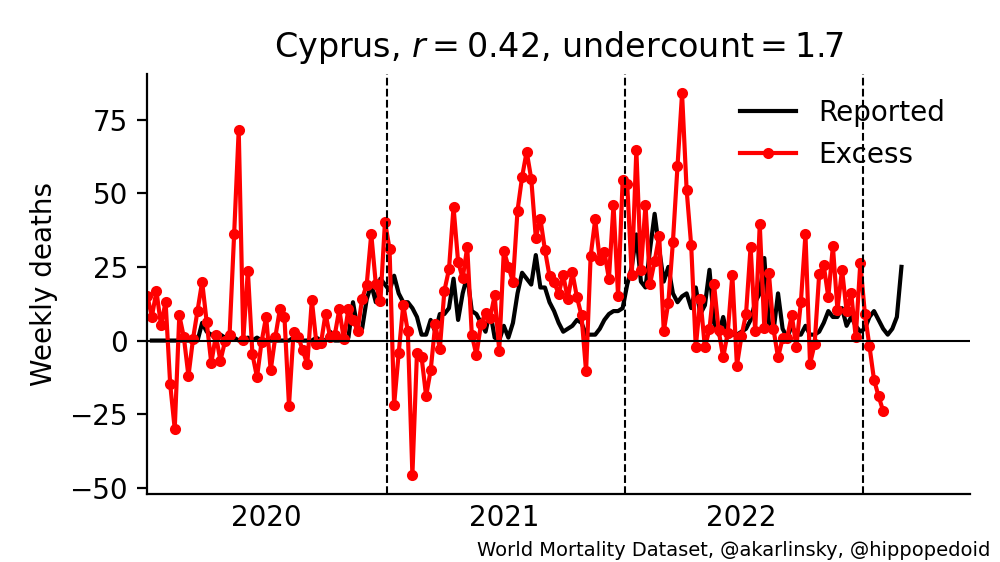 Cyprus, r = 0.42, undercount = 1.7
Reported
Excess
Weekly deaths
75
50
25
0
−25
−50
2020 2021 2022
World Mortality Dataset, @akarlinsky, @hippopedoid